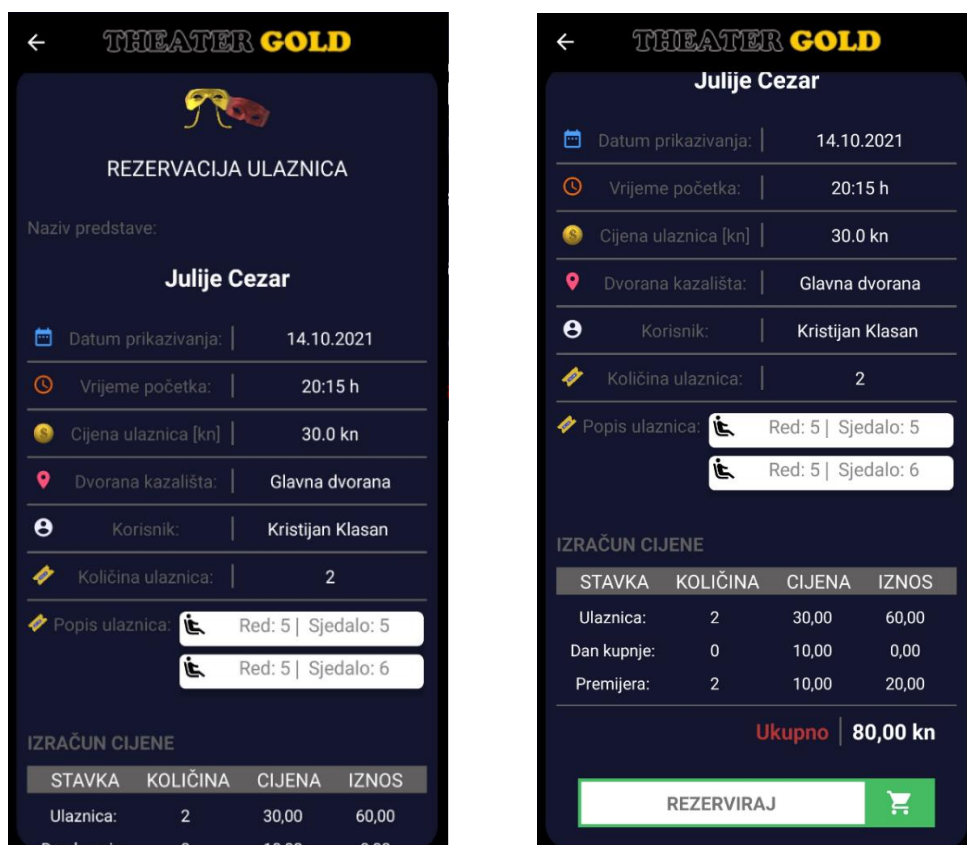 THEATER GOLD
REZERVACIJA ULAZNICA
Naziv predstave:
Julije Cezar
Datum prikazivanja: 14.10.2021
Vrijeme početka: 20:15 h
Cijena ulaznica [kn] 30.0 kn
Dvorana kazališta: Glavna dvorana
Korisnik: Kristijan Klasan
Količina ulaznica: 2
Popis ulaznica: Red: 5 | Sjedalo: 5
Red: 5 | Sjedalo: 6
IZRAČUN CIJENE
STAVKA KOLIČINA CIJENA IZNOS
Ulaznica: 2 30,00 60,00
THEATER GOLD
Julije Cezar
Datum prikazivanja: 14.10.2021
Vrijeme početka: 20:15 h
Cijena ulaznica [kn] 30.0 kn
Dvorana kazališta: Glavna dvorana
Korisnik: Kristijan Klasan
Količina ulaznica: 2
Popis ulaznica: Red: 5 | Sjedalo: 5
Red: 5 | Sjedalo: 6
IZRAČUN CIJENE
STAVKA KOLIČINA CIJENA IZNOS
Ulaznica: 2 30,00 60,00
Dan kupnje: 0 10,00 0,00
Premijera: 2 10,00 20,00
Ukupno 80,00 kn
REZERVIRAJ